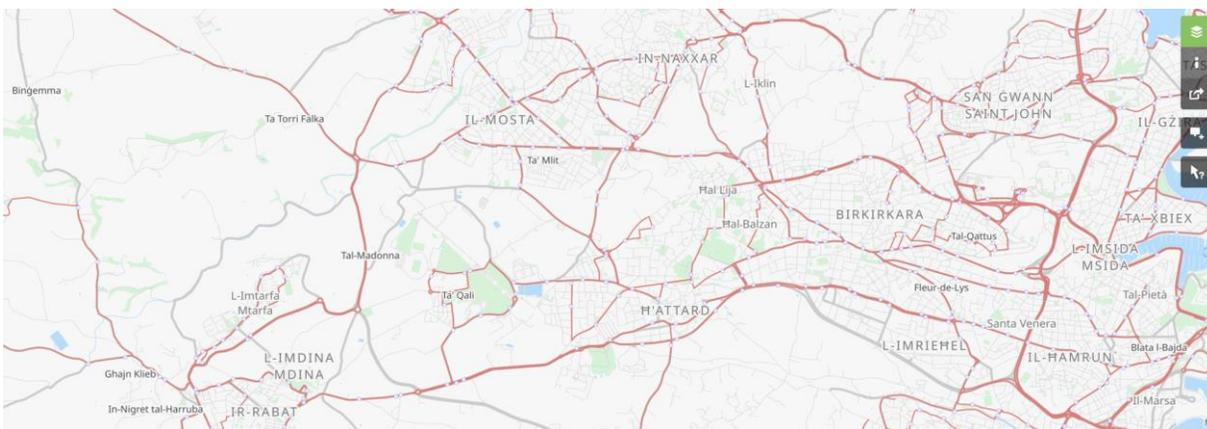 IN-NAXXAR
L-Iklin
Binġemma
SAN GWANN
SAINT JOHN
Ta Torri Falka
IL-MOSTA
IL-GŻIRA
Ta' Mlit
Ħal Lija
BIRKIRKARA
TA' XBIEX
Ħal-Balzan
Tal-Qattus
Tal-Madonna
L-IMSIDA
MSIDA
Fleur-de-Lys
L-Imtarfa
Mtarfa
Ta' Qali
Tal-Pietà
Ħ'ATTARD
Santa Venera
L-IMRIEĦEL
Blata l-Bajda
L-IMDINA
MDINA
IL-ĦAMRUN
Għajn Klieb
In-Nigret tal-Ħarruba
IR-RABAT
Il-Marsa